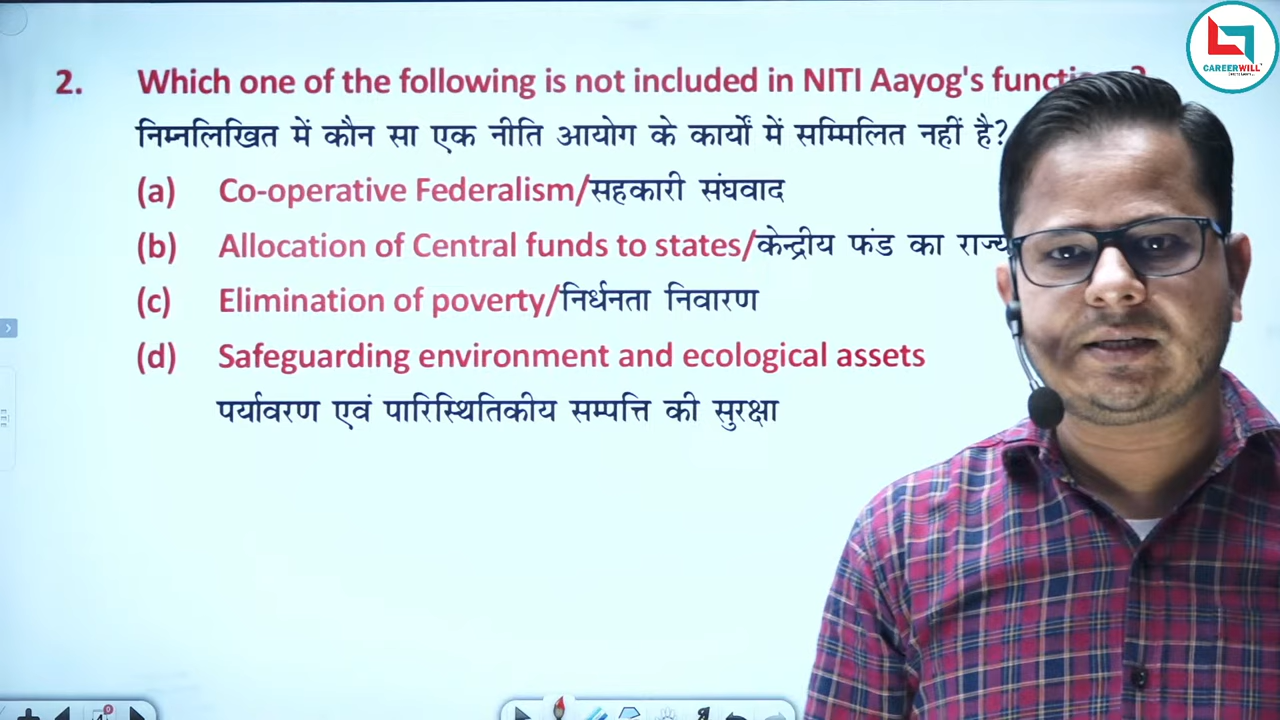 CAREERWILL
2. Which one of the following is not included in NITI Aayog's
निम्नलिखित में कौन सा एक नीति आयोग के कार्यों में सम्मिलित नहीं है?
(a) Co-operative Federalism/सहकारी संघवाद
(b) Allocation of Central funds to states/केन्द्रीय फंड का
(c) Elimination of poverty/निर्धनता निवारण
(d) Safeguarding environment and ecological assets
पर्यावरण एवं पारिस्थितिकीय सम्पत्ति की सुरक्षा